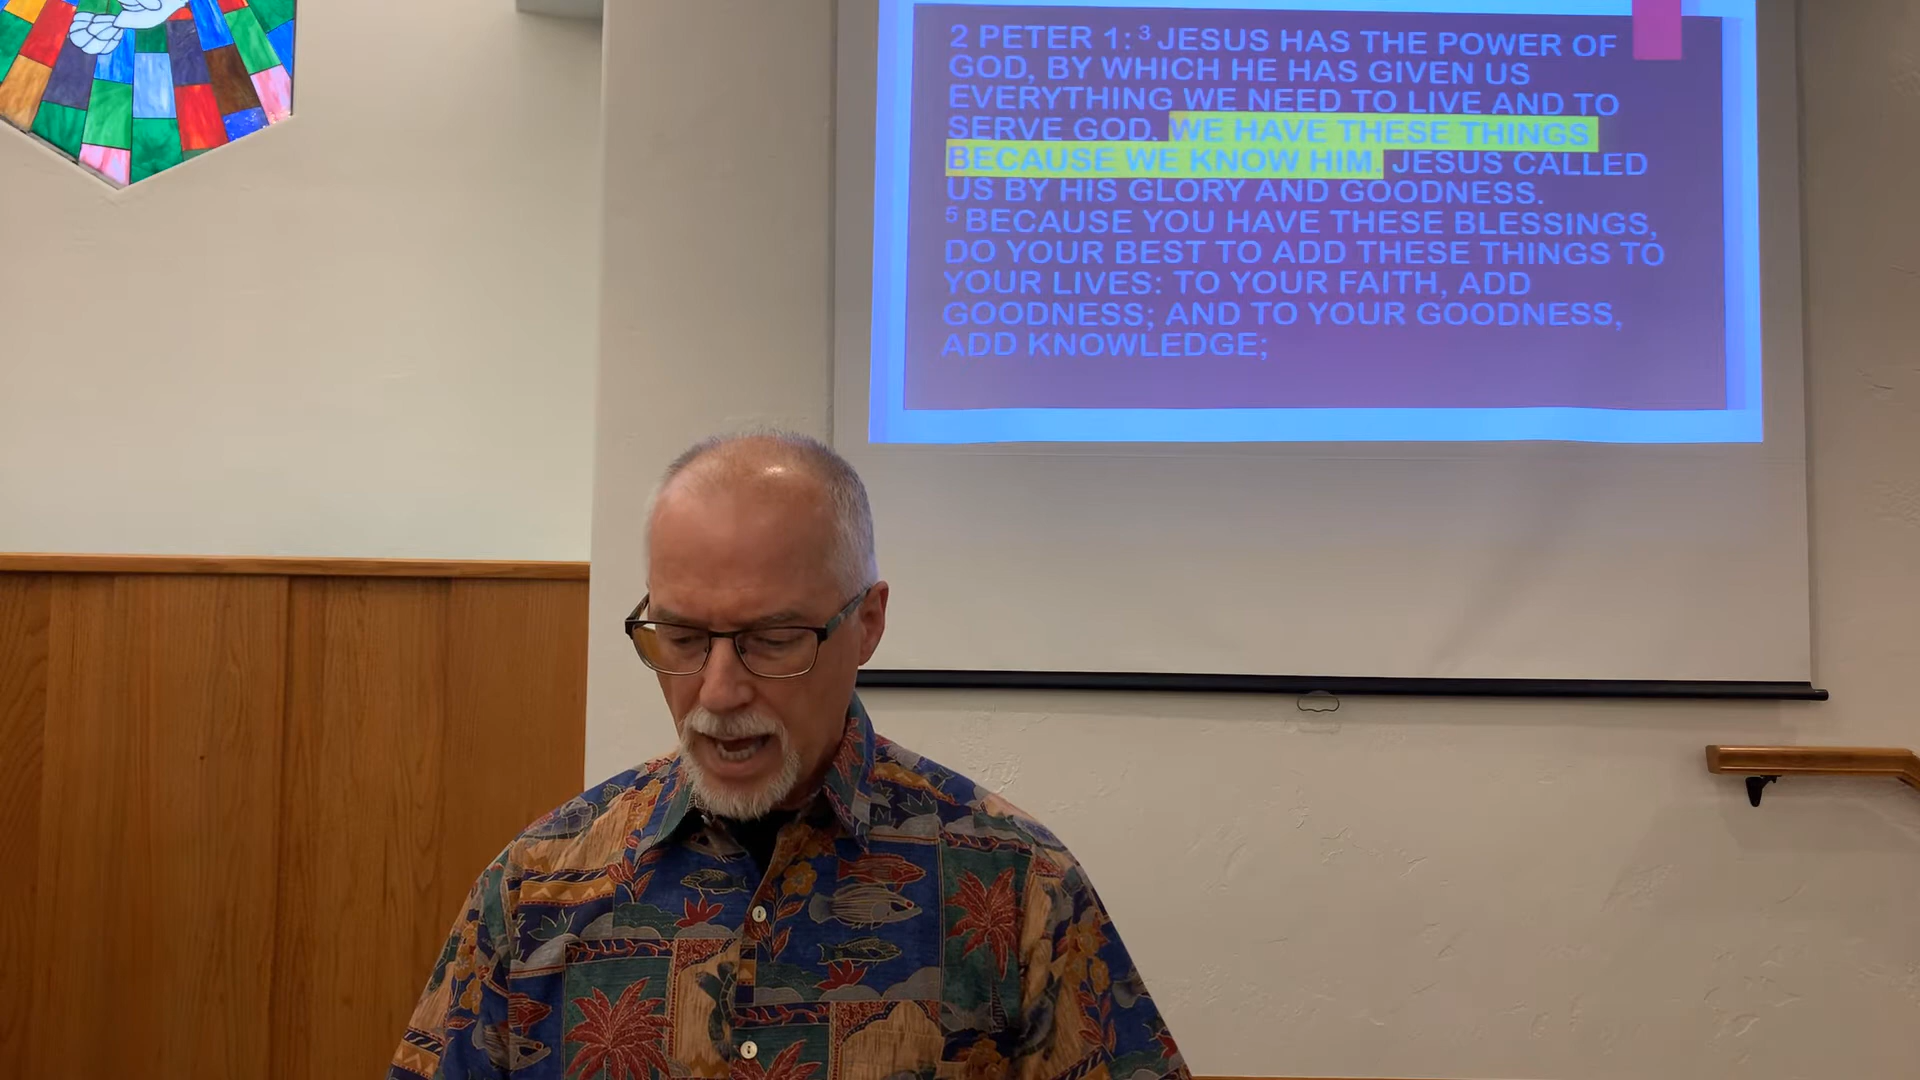 2 PETER 1: ³ JESUS HAS THE POWER OF
GOD, BY WHICH HE HAS GIVEN US
EVERYTHING WE NEED TO LIVE AND TO
SERVE GOD. WE HAVE THESE THINGS
BECAUSE WE KNOW HIM. JESUS CALLED
US BY HIS GLORY AND GOODNESS.
⁵ BECAUSE YOU HAVE THESE BLESSINGS,
DO YOUR BEST TO ADD THESE THINGS TO
YOUR LIVES: TO YOUR FAITH, ADD
GOODNESS; AND TO YOUR GOODNESS,
ADD KNOWLEDGE;